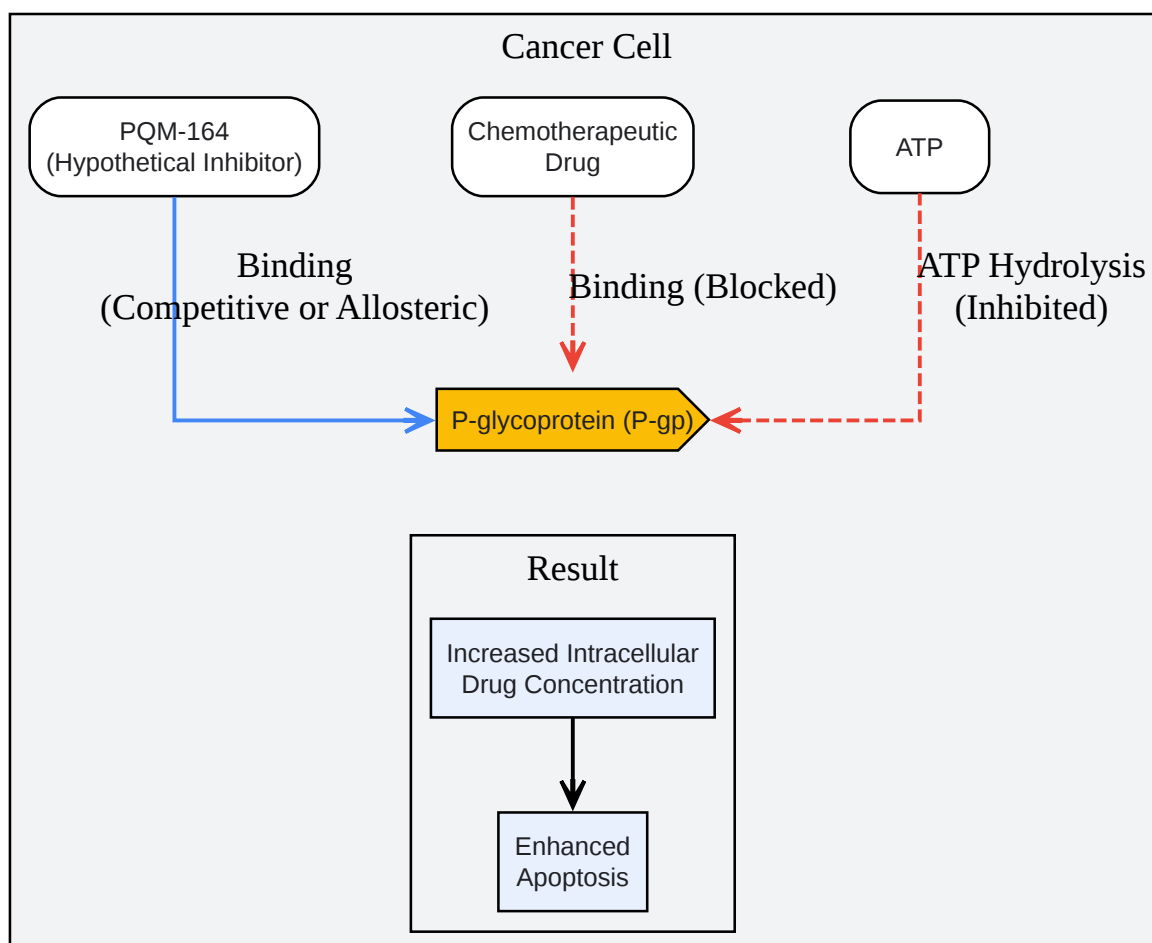 Cancer Cell
PQM-164
(Hypothetical Inhibitor)
Chemotherapeutic
Drug
ATP
Binding
(Competitive or Allosteric)
Binding (Blocked)
ATP Hydrolysis
(Inhibited)
P-glycoprotein (P-gp)
Result
Increased Intracellular
Drug Concentration
Enhanced
Apoptosis